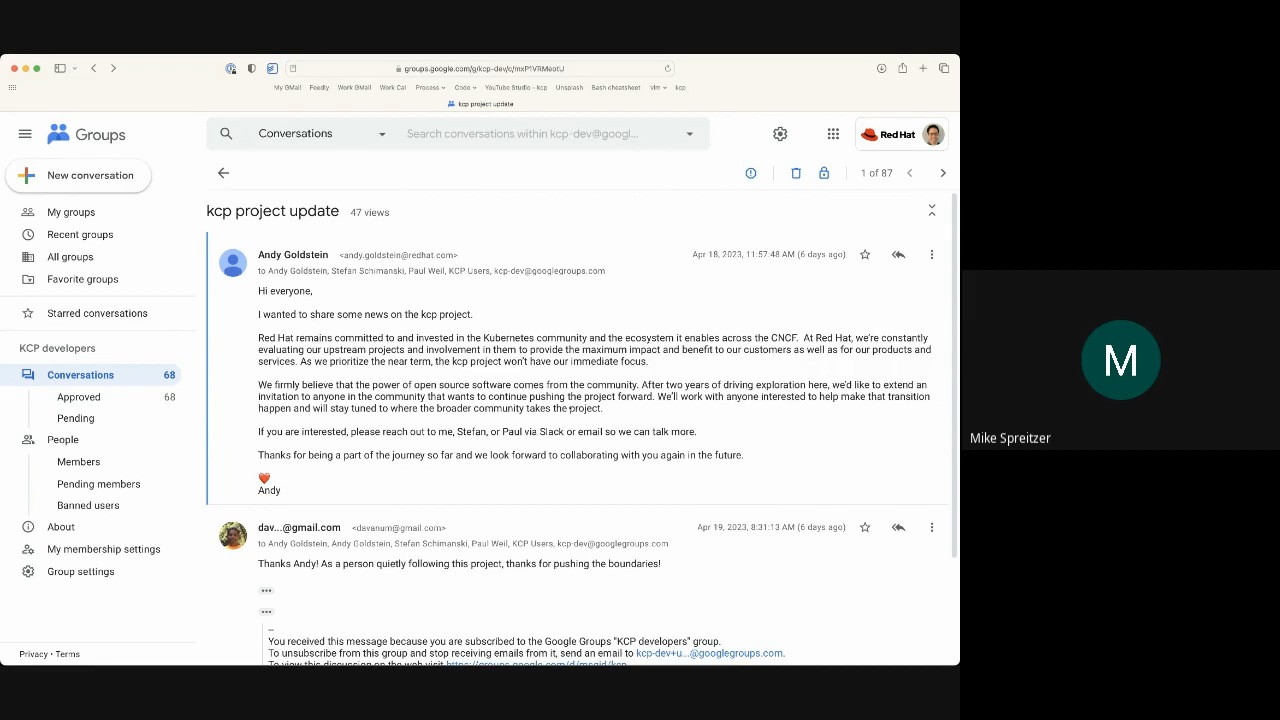 groups.google.com/g/kcp-dev/c/mxP1VRMeotU
My GMail Feedly Work GMail Work Cal Process Code YouTube Studio - kcp Unsplash Bash cheatsheet vim kcp
kcp project update
Groups
Conversations
Search conversations within kcp-dev@googl...
Red Hat
New conversation
1 of 87
My groups
Recent groups
All groups
Favorite groups
Starred conversations
KCP developers
Conversations 68
Approved 68
Pending
People
Members
Pending members
Banned users
About
My membership settings
Group settings
Privacy • Terms
kcp project update 47 views
Andy Goldstein <andy.goldstein@redhat.com> Apr 18, 2023, 11:57:48 AM (6 days ago)
to Andy Goldstein, Stefan Schimanski, Paul Weil, KCP Users, kcp-dev@googlegroups.com
Hi everyone,
I wanted to share some news on the kcp project.
Red Hat remains committed to and invested in the Kubernetes community and the ecosystem it enables across the CNCF. At Red Hat, we're constantly
evaluating our upstream projects and involvement in them to provide the maximum impact and benefit to our customers as well as for our products and
services. As we prioritize the near term, the kcp project won't have our immediate focus.
We firmly believe that the power of open source software comes from the community. After two years of driving exploration here, we'd like to extend an
invitation to anyone in the community that wants to continue pushing the project forward. We'll work with anyone interested to help make that transition
happen and will stay tuned to where the broader community takes the project.
If you are interested, please reach out to me, Stefan, or Paul via Slack or email so we can talk more.
Thanks for being a part of the journey so far and we look forward to collaborating with you again in the future.
❤️
Andy
dav...@gmail.com <davanum@gmail.com> Apr 19, 2023, 8:31:13 AM (6 days ago)
to Andy Goldstein, Andy Goldstein, Stefan Schimanski, Paul Weil, KCP Users, kcp-dev@googlegroups.com
Thanks Andy! As a person quietly following this project, thanks for pushing the boundaries!
--
You received this message because you are subscribed to the Google Groups "KCP developers" group.
To unsubscribe from this group and stop receiving emails from it, send an email to kcp-dev+u...@googlegroups.com.
To view this discussion on the web visit https://groups.google.com/d/msgid/kcp
M
Mike Spreitzer